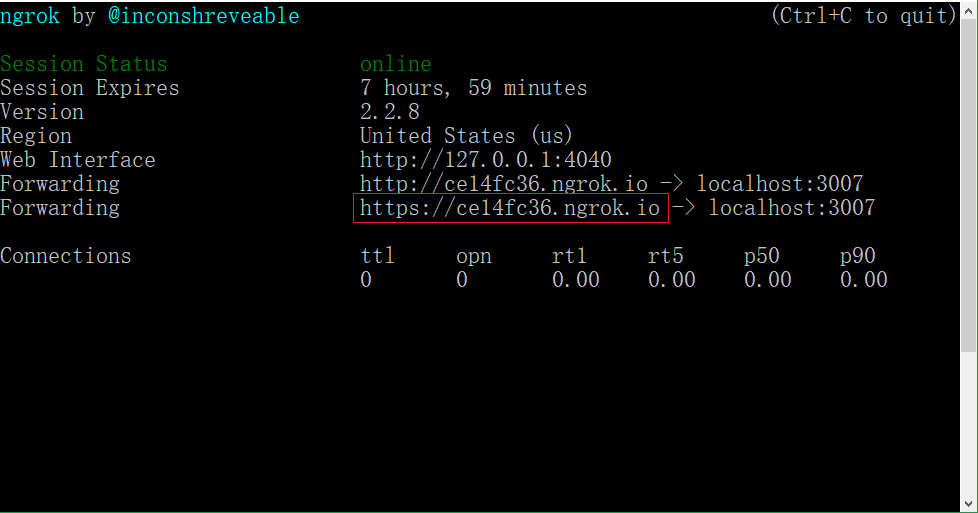 ngrok by @inconshreveable (Ctrl+C to quit)
Session Status online
Session Expires 7 hours, 59 minutes
Version 2.2.8
Region United States (us)
Web Interface http://127.0.0.1:4040
Forwarding http://ce14fc36.ngrok.io -> localhost:3007
Forwarding https://ce14fc36.ngrok.io -> localhost:3007
Connections ttl opn rt1 rt5 p50 p90
0 0 0.00 0.00 0.00 0.00